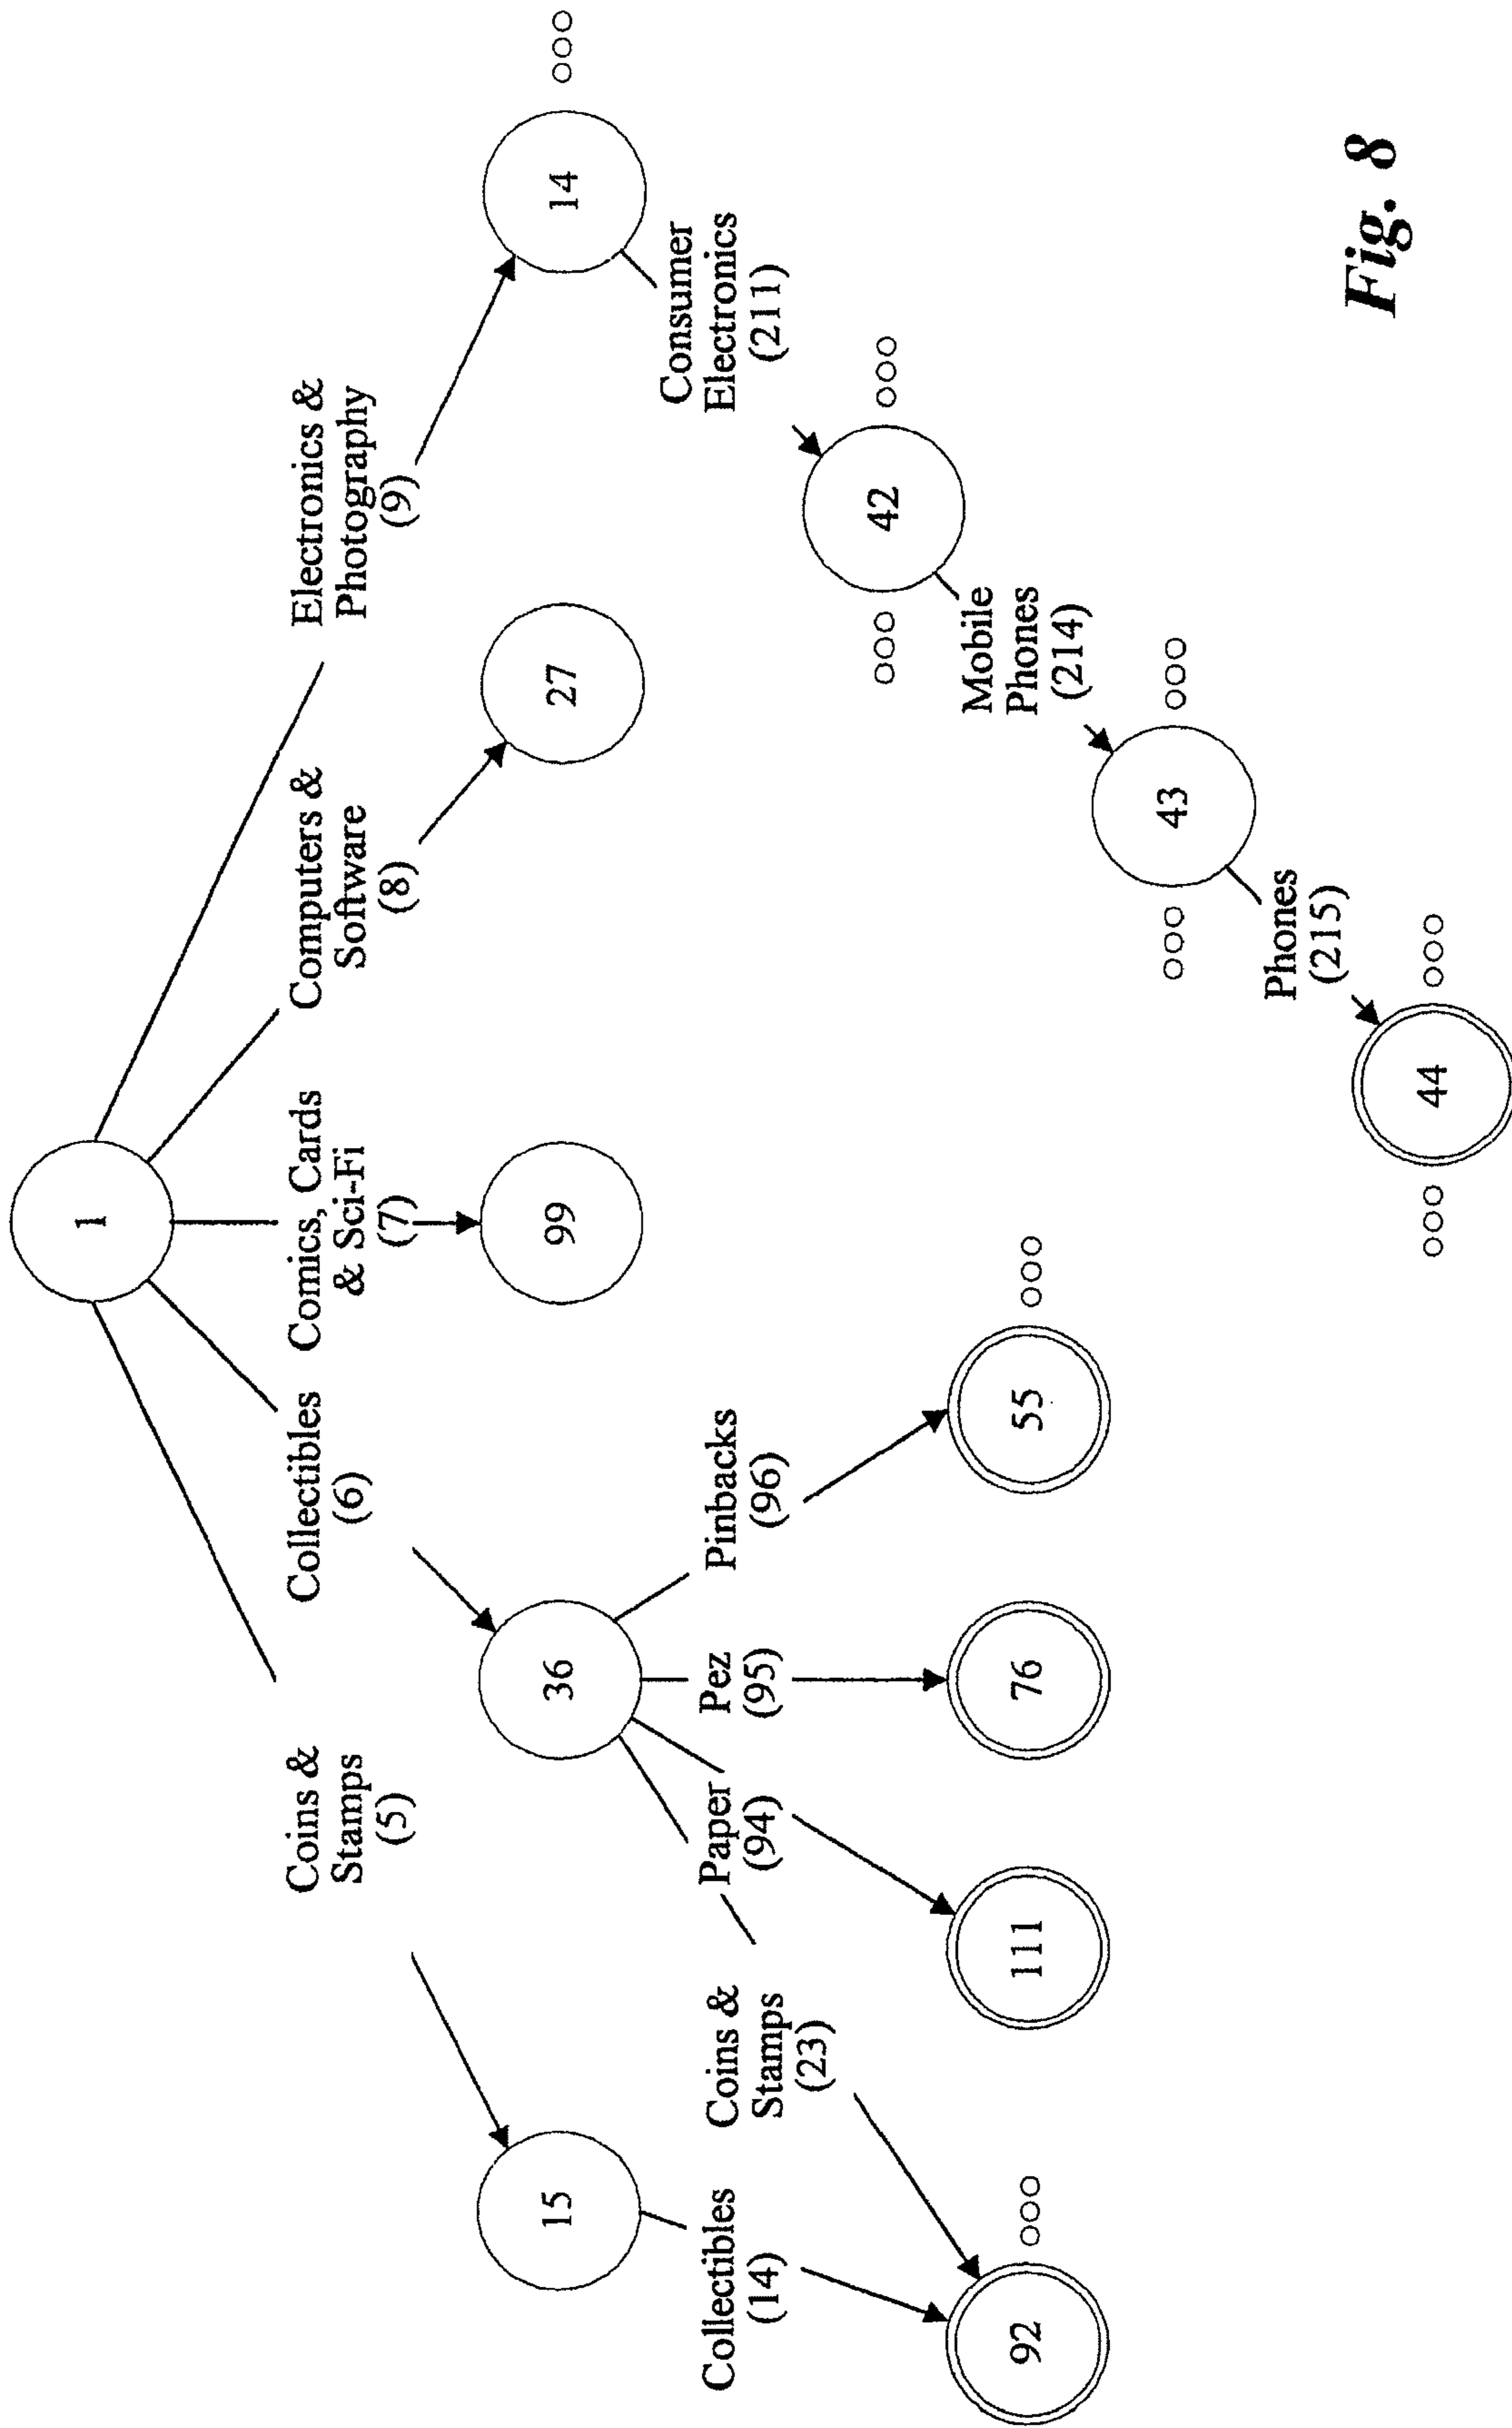 1
Coins &
Stamps
(5)
Collectibles
(6)
Comics, Cards
& Sci-Fi
(7)
Computers &
Software
(8)
Electronics &
Photography
(9)
15
36
99
27
14
Collectibles
(14)
Coins &
Stamps
(23)
Paper
(94)
Pez
(95)
Pinbacks
(96)
Consumer
Electronics
(211)
92
111
76
55
42
Mobile
Phones
(214)
43
Phones
(215)
44
Fig. 8